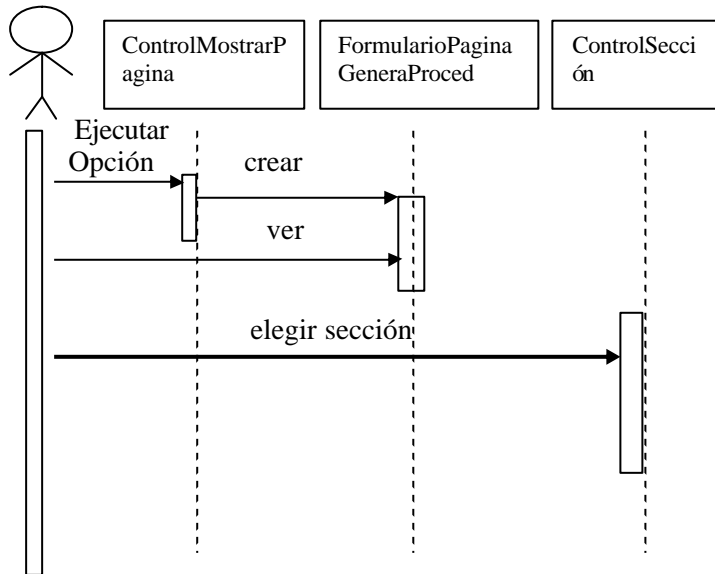 ControlMostrarP
agina
FormularioPagina
GeneraProced
ControlSecci
ón
Ejecutar
Opción
crear
ver
elegir sección